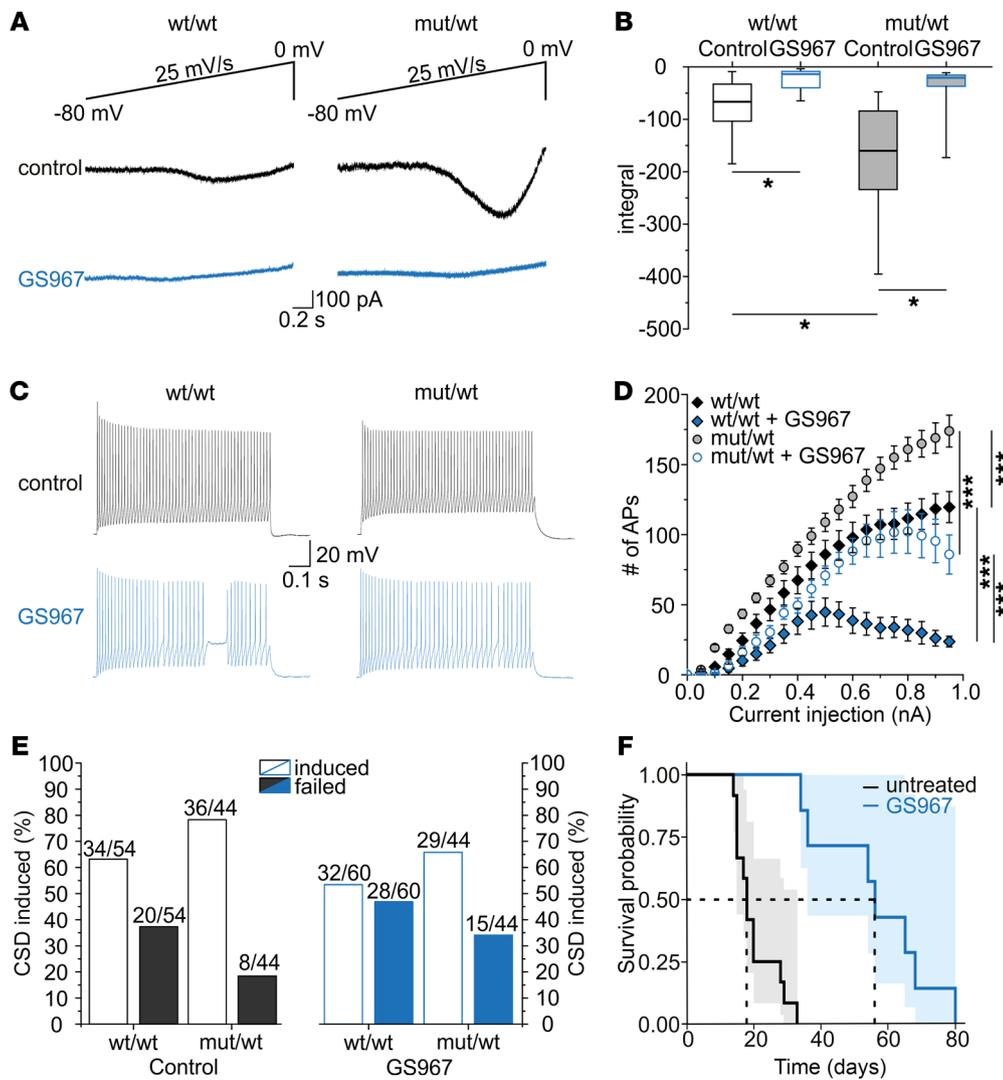 A
wt/wt
mut/wt
0 mV
0 mV
25 mV/s
25 mV/s
-80 mV
-80 mV
control
GS967
100 pA
0.2 s
B
wt/wt
mut/wt
Control GS967
Control GS967
0
-100
-200
-300
-400
-500
integral
*
*
*
C
wt/wt
mut/wt
control
20 mV
0.1 s
GS967
D
200
150
100
50
0
# of APs
wt/wt
wt/wt + GS967
mut/wt
mut/wt + GS967
***
***
***
***
0.0 0.2 0.4 0.6 0.8 1.0
Current injection (nA)
E
100
90
80
70
60
50
40
30
20
10
0
CSD induced (%)
induced
failed
34/54
20/54
36/44
8/44
32/60
28/60
29/44
15/44
100
90
80
70
60
50
40
30
20
10
0
CSD induced (%)
wt/wt mut/wt
Control
wt/wt mut/wt
GS967
F
1.00
0.75
0.50
0.25
0.00
Survival probability
untreated
GS967
0 20 40 60 80
Time (days)